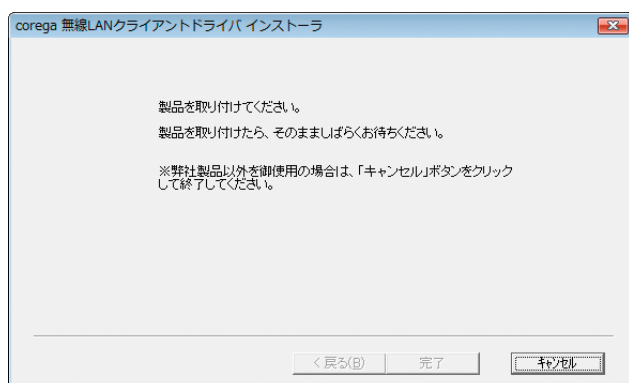 corega 無線LANクライアントドライバ インストーラ
製品を取り付けてください。
製品を取り付けたら、そのまましばらくお待ちください。
※弊社製品以外を御使用の場合は、「キャンセル」ボタンをクリック
して終了してください。
< 戻る(B) 完了 キャンセル